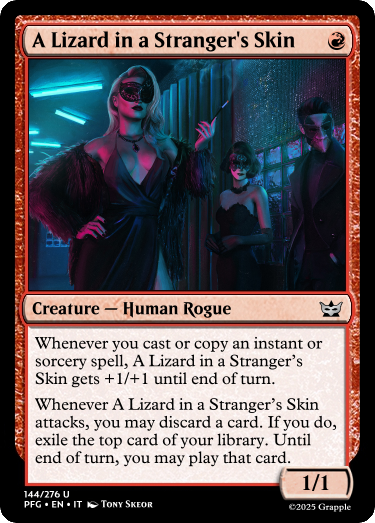 A Lizard in a Stranger's Skin
Creature — Human Rogue
Whenever you cast or copy an instant or
sorcery spell, A Lizard in a Stranger's
Skin gets +1/+1 until end of turn.
Whenever A Lizard in a Stranger's Skin
attacks, you may discard a card. If you do,
exile the top card of your library. Until
end of turn, you may play that card.
1/1
144/276 U
PFG • EN • IT Tony Skeor
©2025 Grapple